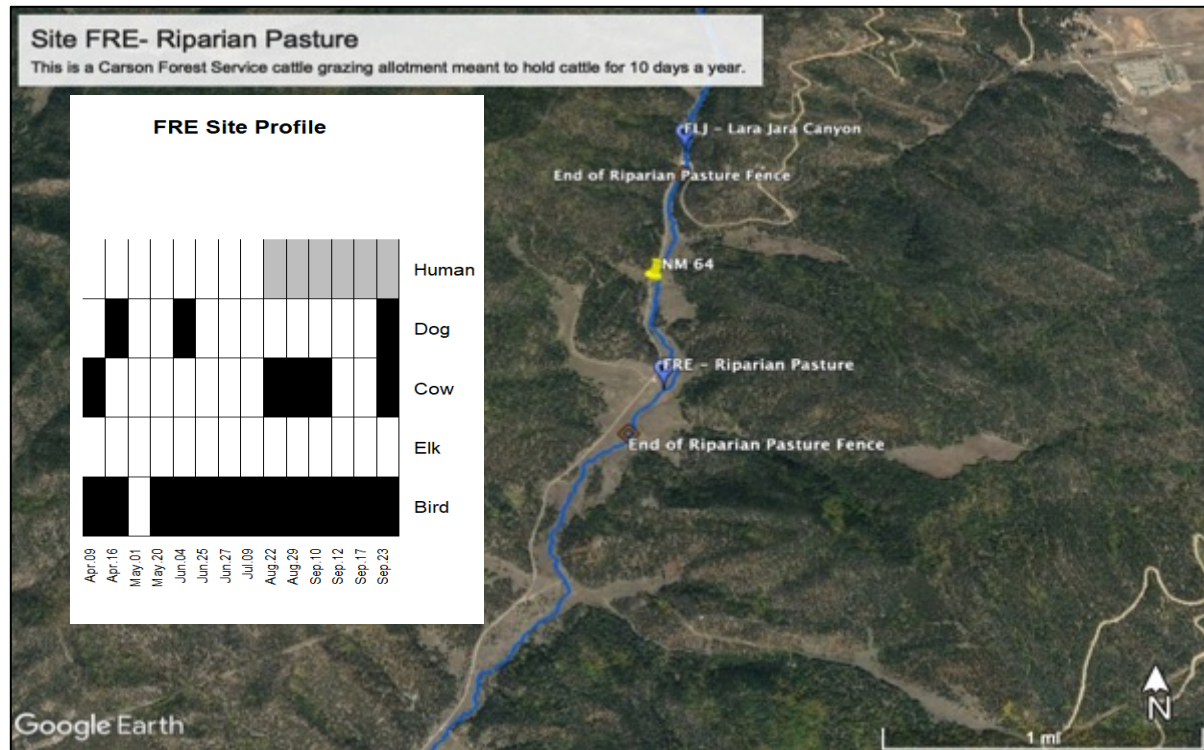 Site FRE- Riparian Pasture
This is a Carson Forest Service cattle grazing allotment meant to hold cattle for 10 days a year.
FRE Site Profile
Human
Dog
Cow
Elk
Bird
Apr.09
Apr.16
May.01
May.20
Jun.04
Jun.25
Jun.27
Jul.09
Aug.22
Aug.29
Sep.10
Sep.12
Sep.17
Sep.23
FLJ - Lara Jara Canyon
End of Riparian Pasture Fence
NM 64
FRE - Riparian Pasture
End of Riparian Pasture Fence
Google Earth
N
1 mi